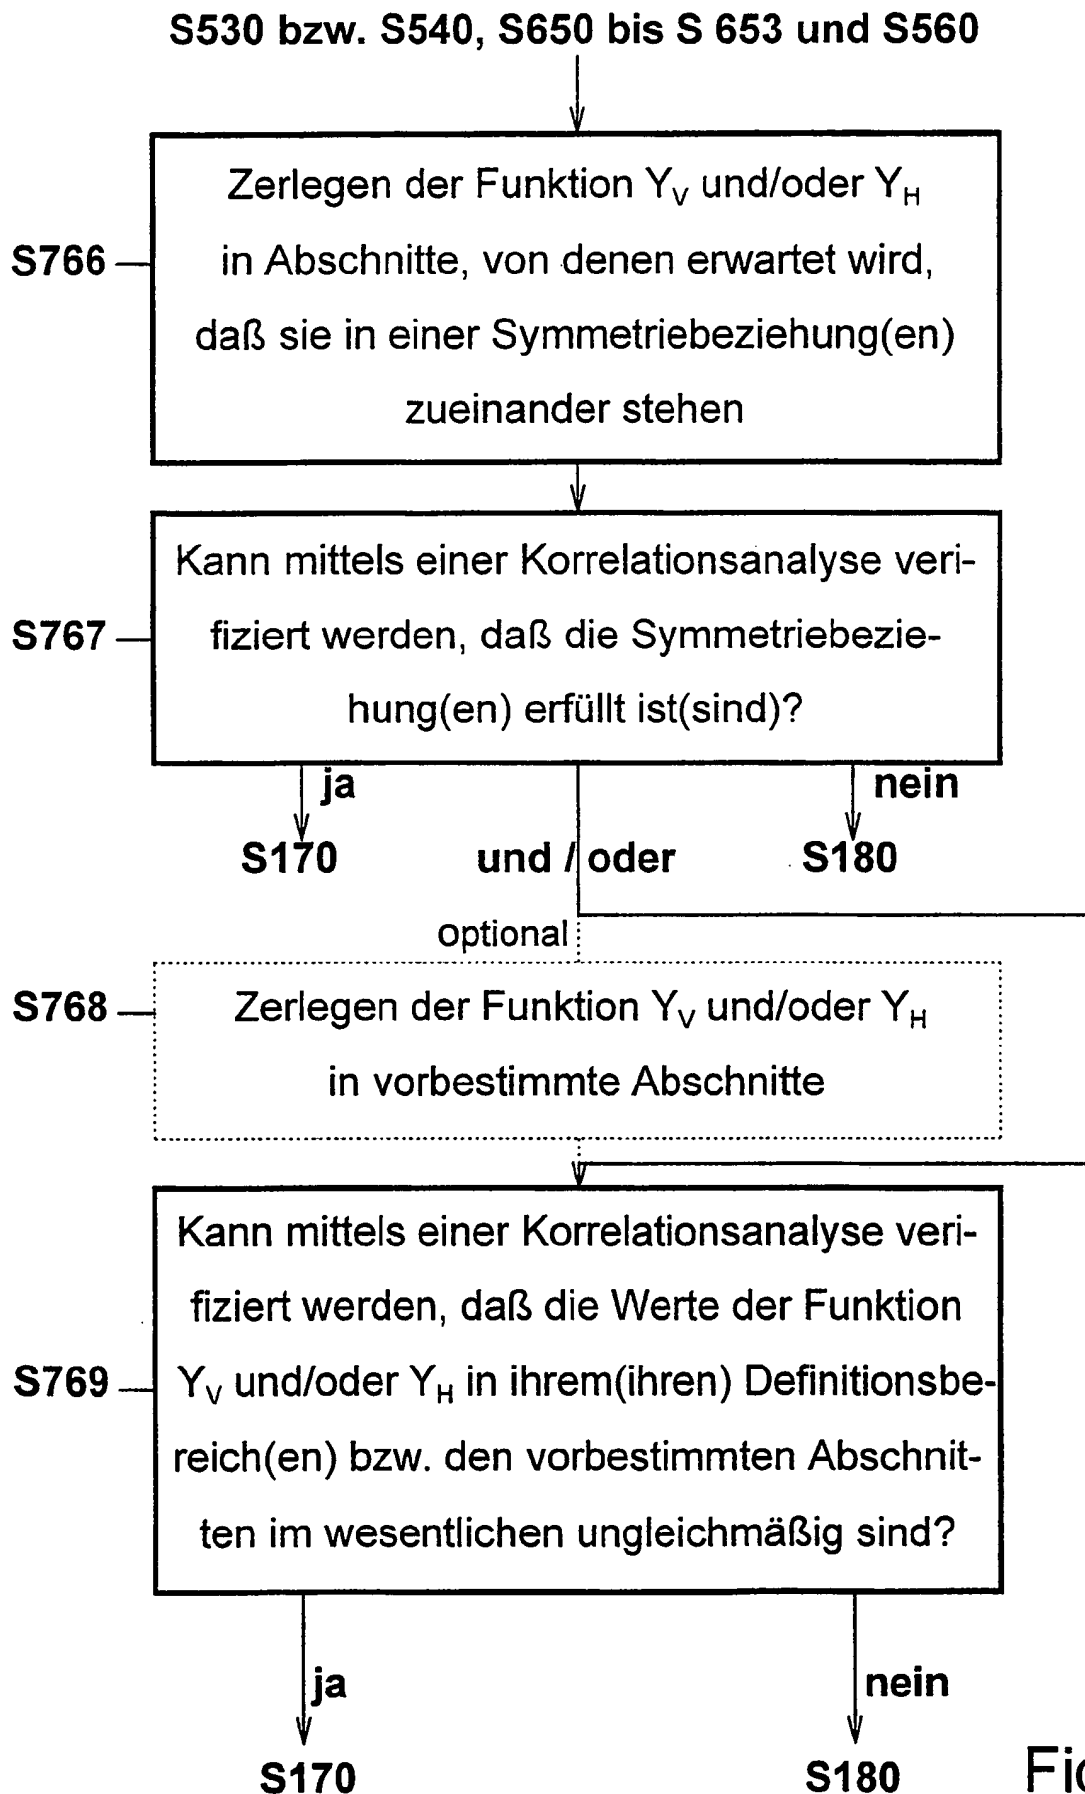 S530 bzw. S540, S650 bis S 653 und S560
Zerlegen der Funktion Y_V und/oder Y_H
S766
in Abschnitte, von denen erwartet wird,
daß sie in einer Symmetriebeziehung(en)
zueinander stehen
Kann mittels einer Korrelationsanalyse veri-
S767
fiziert werden, daß die Symmetriebezie-
hung(en) erfüllt ist(sind)?
ja
nein
S170
und / oder
S180
optional
S768
Zerlegen der Funktion Y_V und/oder Y_H
in vorbestimmte Abschnitte
Kann mittels einer Korrelationsanalyse veri-
fiziert werden, daß die Werte der Funktion
S769
Y_V und/oder Y_H in ihrem(ihren) Definitionsbe-
reich(en) bzw. den vorbestimmten Abschnit-
ten im wesentlichen ungleichmäßig sind?
ja
nein
S170
S180